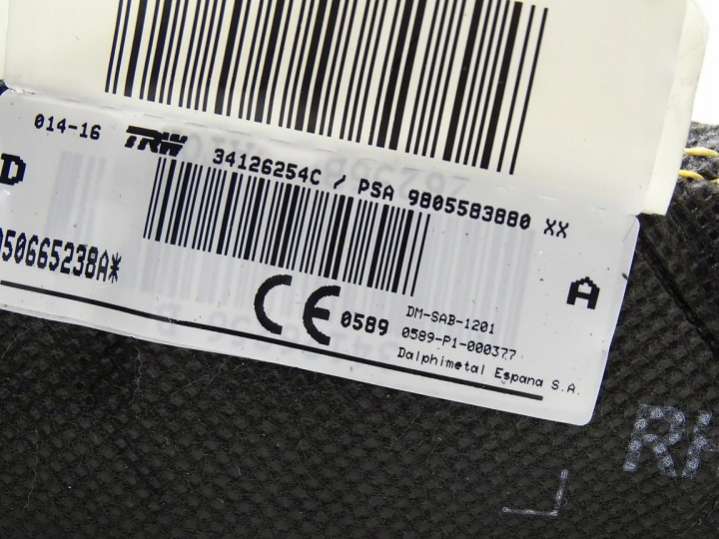 014-16 TRW 34126254C / PSA 9805583880 XX
D
050665238A*
A
CE 0589
DM-SAB-1201
0589-P1-000377
Dalphimetal Espana S.A.
RH